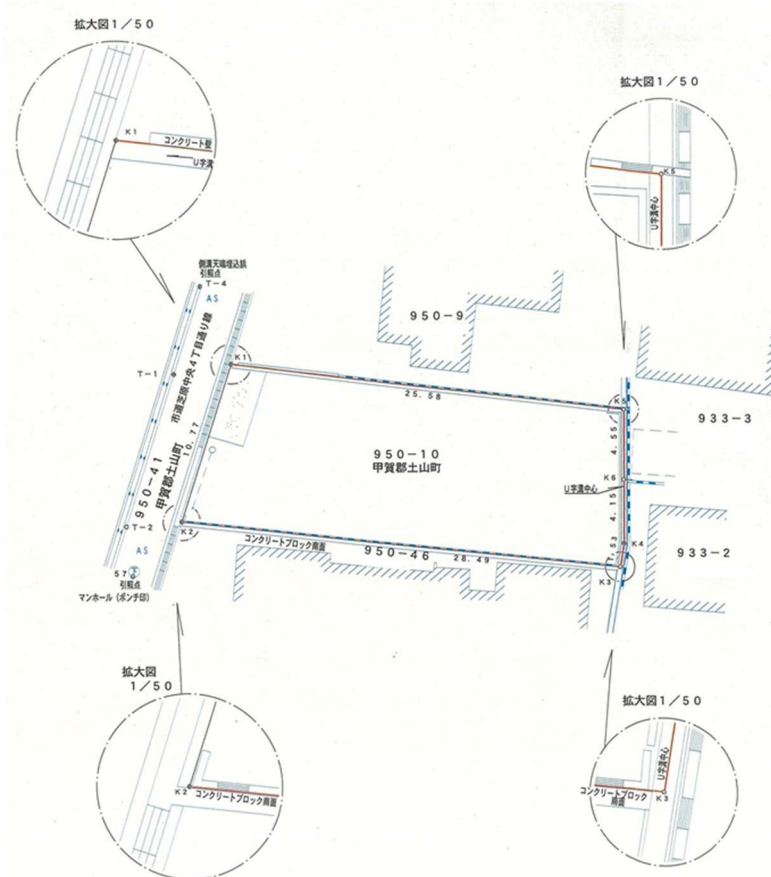 拡大図1/50
K1
コンクリート壁
U字溝
拡大図1/50
K5
U字溝中心
側溝天端埋込鋲
引照点
T-4
AS
T-1
市道芝原中央4丁目通り線
950-41
甲賀郡土山町
T-2
AS
57
引照点
マンホール(ポンチ印)
K1
10.77
K2
950-9
25.58
950-10
甲賀郡土山町
K5
4.55
K6
U字溝中心
4.15
K4
1.53
K3
933-3
933-2
コンクリートブロック南面
950-46
28.49
拡大図
1/50
K2
コンクリートブロック南面
拡大図1/50
U字溝中心
コンクリートブロック
南面
K3